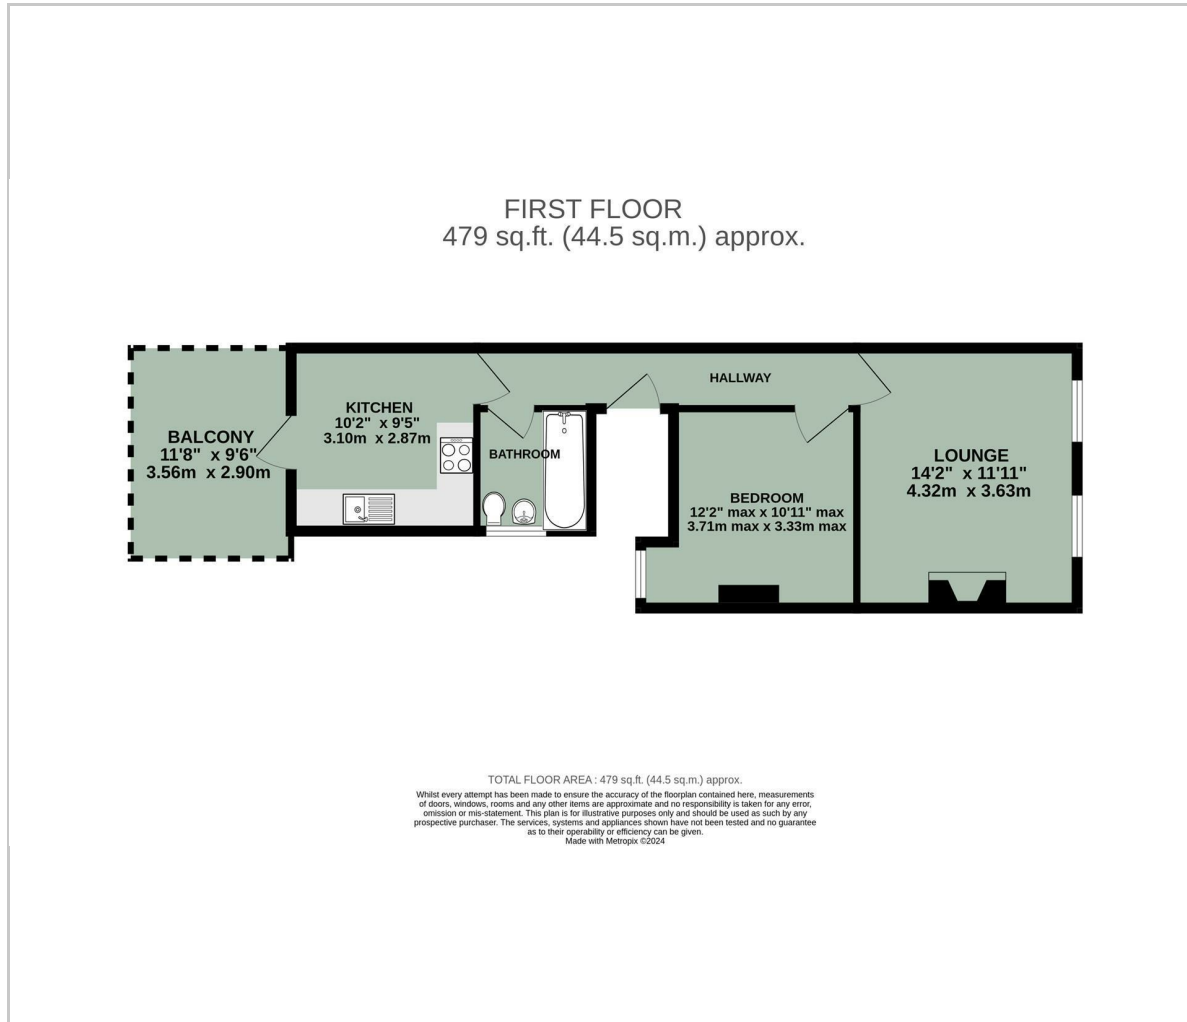 FIRST FLOOR
479 sq.ft. (44.5 sq.m.) approx.
HALLWAY
KITCHEN
10'2" x 9'5"
3.10m x 2.87m
BALCONY
11'8" x 9'6"
3.56m x 2.90m
BATHROOM
LOUNGE
14'2" x 11'11"
4.32m x 3.63m
BEDROOM
12'2" max x 10'11" max
3.71m max x 3.33m max
TOTAL FLOOR AREA : 479 sq.ft. (44.5 sq.m.) approx.
Whilst every attempt has been made to ensure the accuracy of the floorplan contained here, measurements
of doors, windows, rooms and any other items are approximate and no responsibility is taken for any error,
omission or mis-statement. This plan is for illustrative purposes only and should be used as such by any
prospective purchaser. The services, systems and appliances shown have not been tested and no guarantee
as to their operability or efficiency can be given.
Made with Metropix ©2024